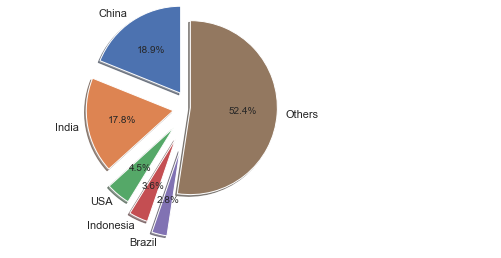 China
18.9%
52.4%
Others
17.8%
India
4.5%
USA
3.6%
Indonesia
2.8%
Brazil